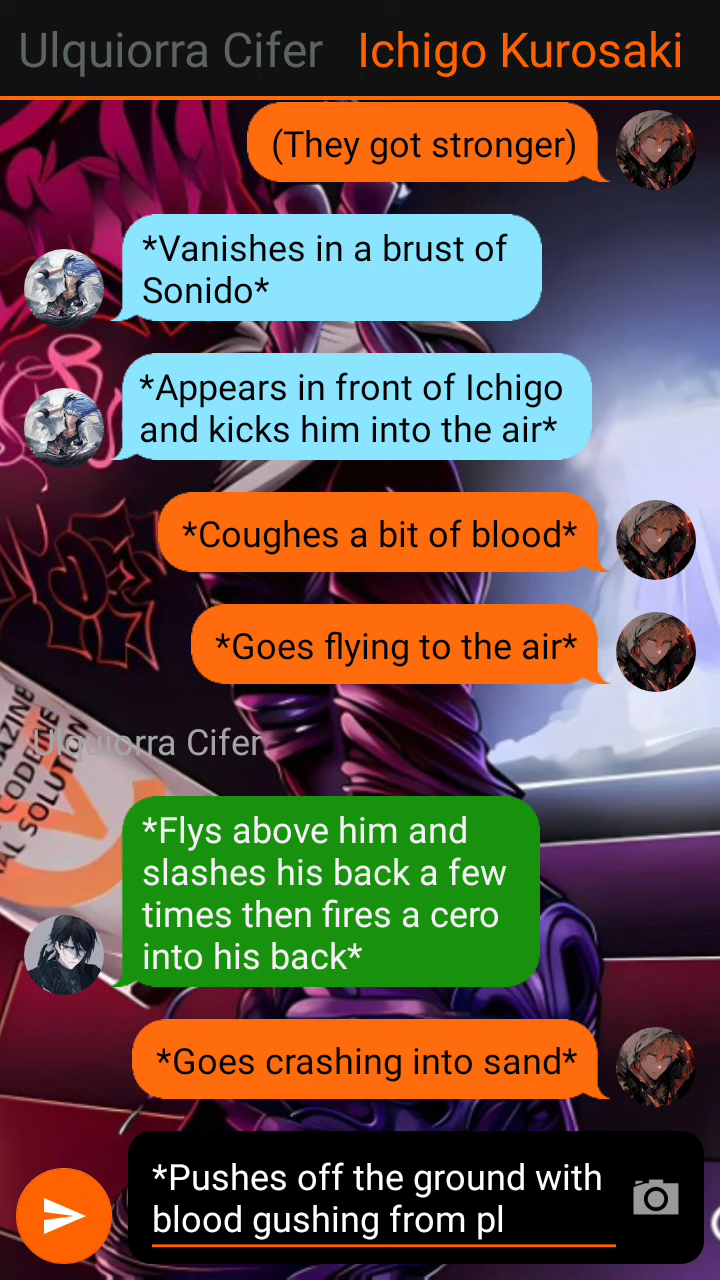 Ulquiorra Cifer Ichigo Kurosaki
(They got stronger)
*Vanishes in a brust of
Sonido*
*Appears in front of Ichigo
and kicks him into the air*
*Coughes a bit of blood*
*Goes flying to the air*
Ulquiorra Cifer
*Flys above him and
slashes his back a few
times then fires a cero
into his back*
*Goes crashing into sand*
*Pushes off the ground with
blood gushing from pl